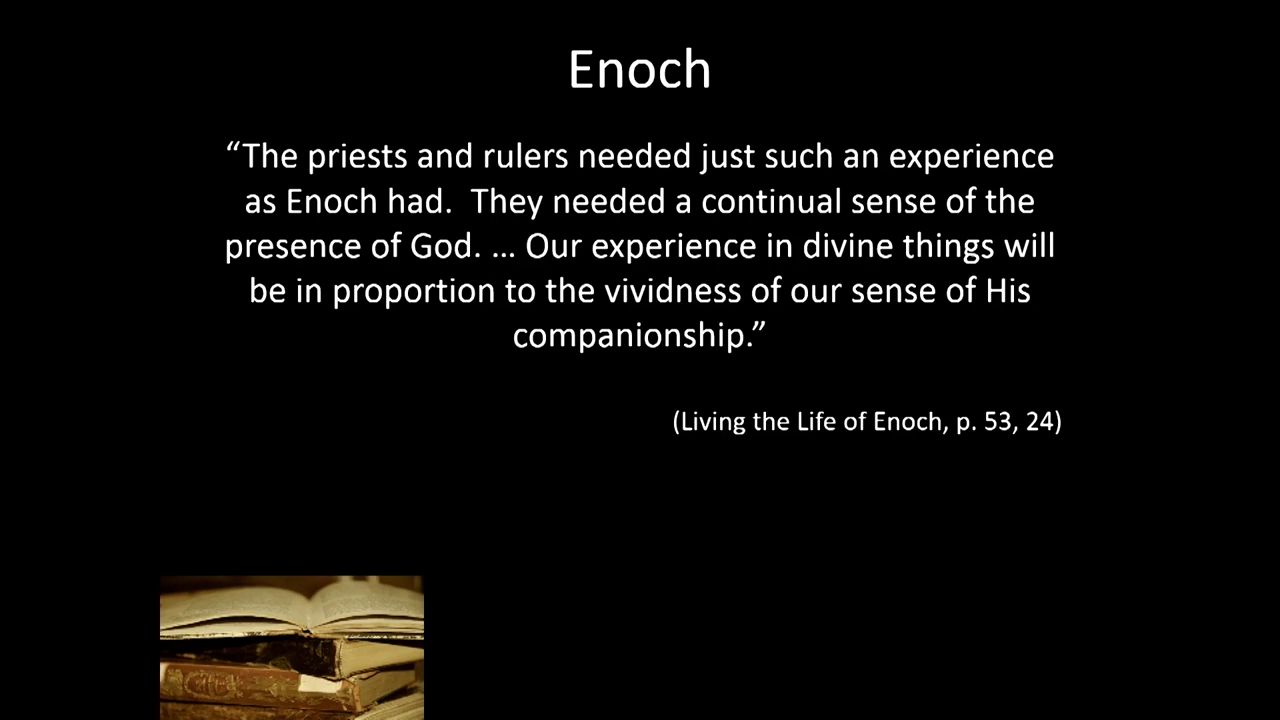 Enoch
“The priests and rulers needed just such an experience
as Enoch had.  They needed a continual sense of the
presence of God. … Our experience in divine things will
be in proportion to the vividness of our sense of His
companionship.”
(Living the Life of Enoch, p. 53, 24)